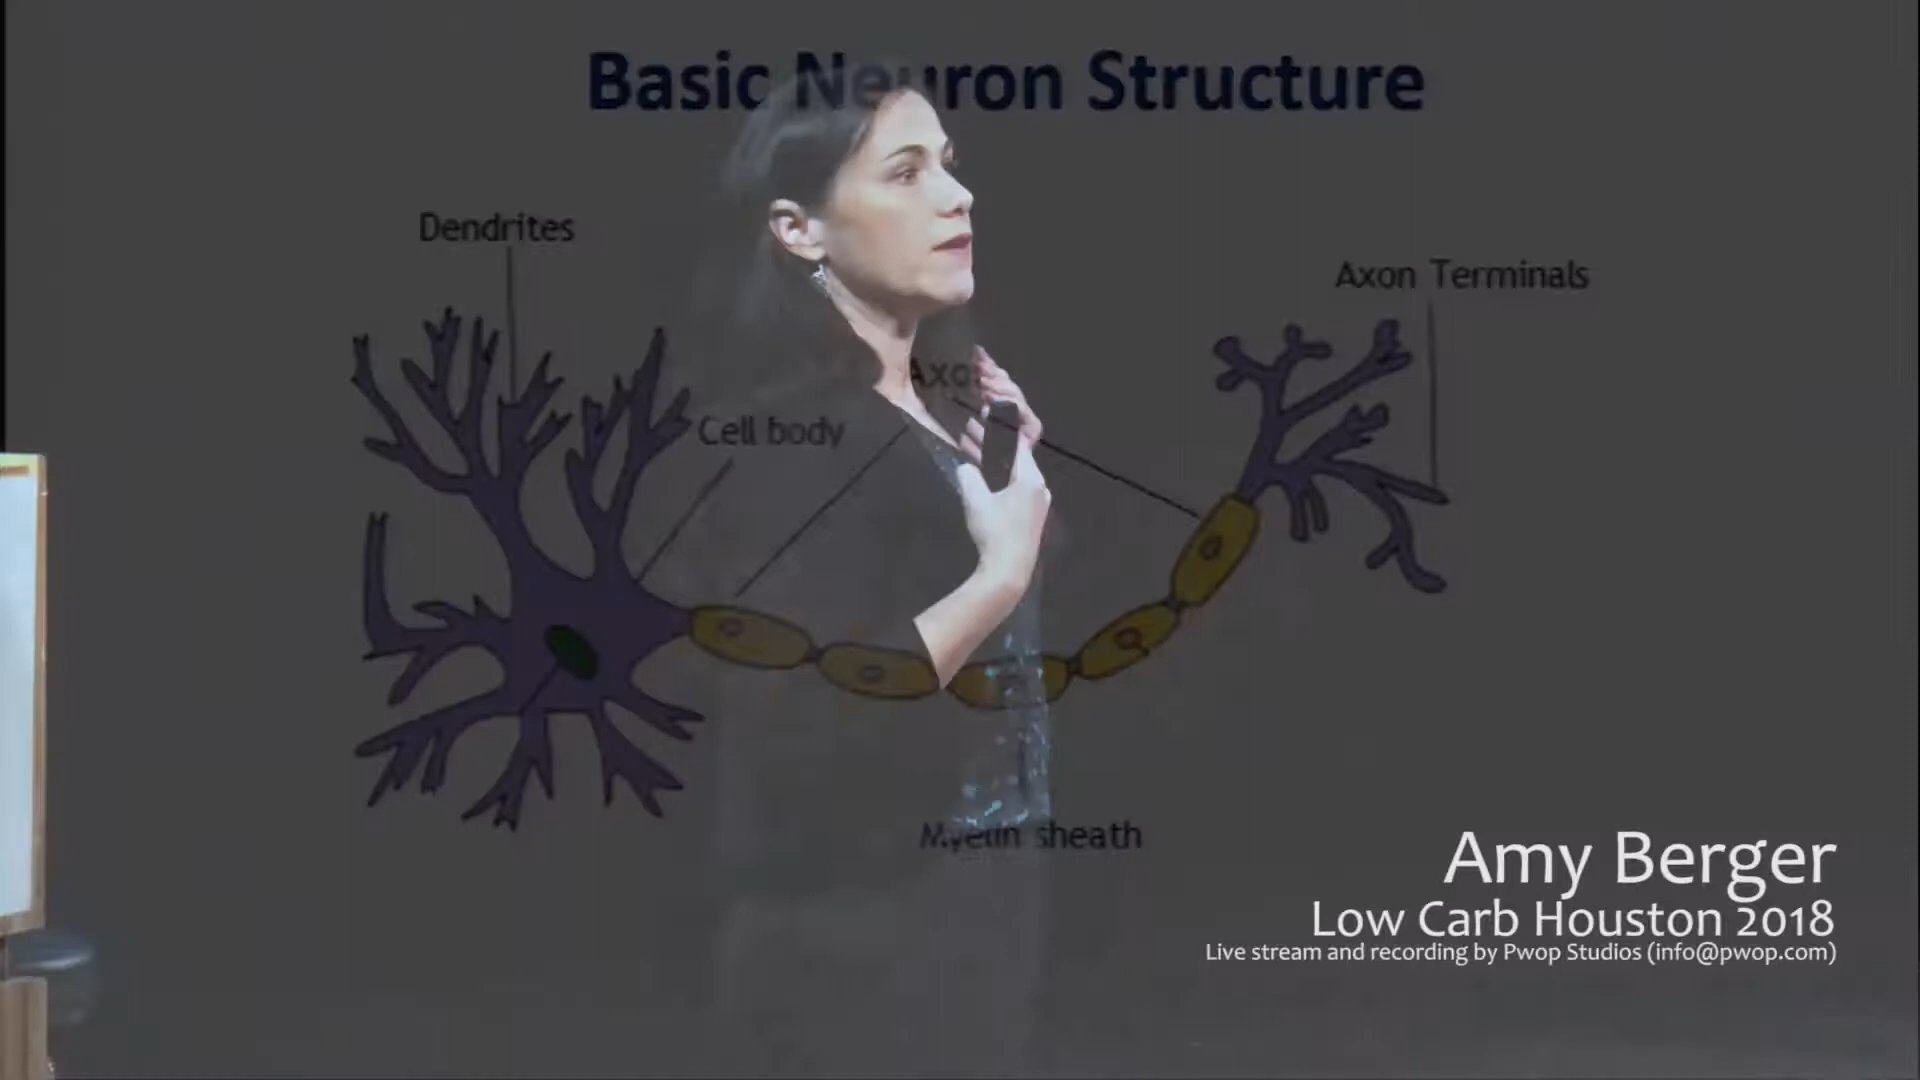 Basic Neuron Structure
Dendrites
Axon Terminals
Axon
Cell body
Myelin sheath
Amy Berger
Low Carb Houston 2018
Live stream and recording by Pwop Studios (info@pwop.com)